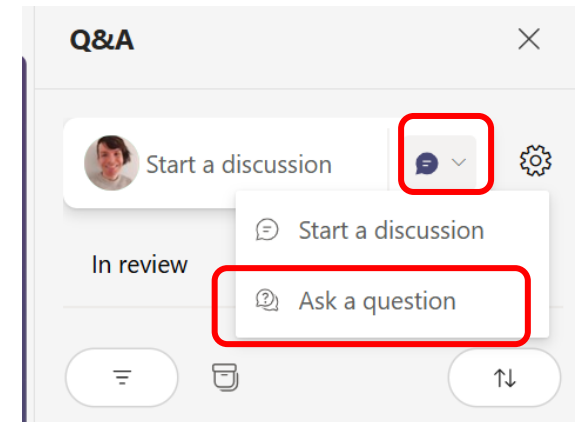 Q&A
Start a discussion
Start a discussion
In review
Ask a question